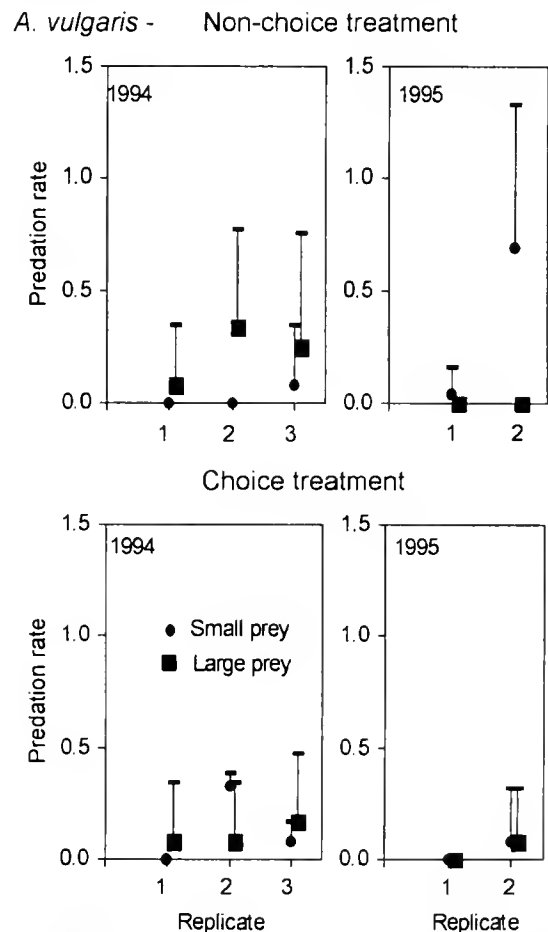 A. vulgaris - Non-choice treatment
1.5 1.5
1994 1995
1.0 1.0
Predation rate
0.5 0.5
0.0 0.0
1 2 3 1 2
Choice treatment
1.5 1.5
1994 1995
1.0 1.0
Small prey
Large prey
Predation rate
0.5 0.5
0.0 0.0
1 2 3 1 2
Replicate Replicate